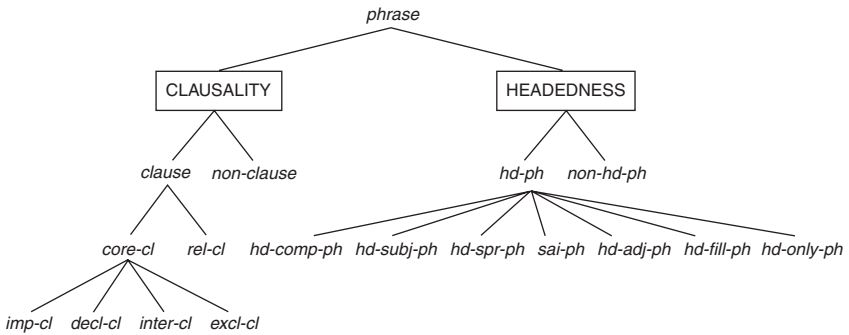 phrase
CLAUSALITY HEADEDNESS
clause non-clause hd-ph non-hd-ph
core-cl rel-cl hd-comp-ph hd-subj-ph hd-spr-ph sai-ph hd-adj-ph hd-fill-ph hd-only-ph
imp-cl decl-cl inter-cl excl-cl